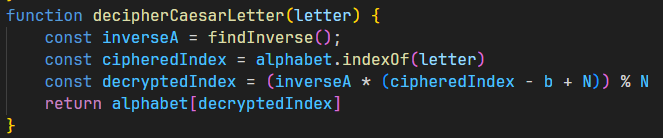 function decipherCaesarLetter(letter) {
    const inverseA = findInverse();
    const cipheredIndex = alphabet.indexOf(letter)
    const decryptedIndex = (inverseA * (cipheredIndex - b + N)) % N
    return alphabet[decryptedIndex]
}